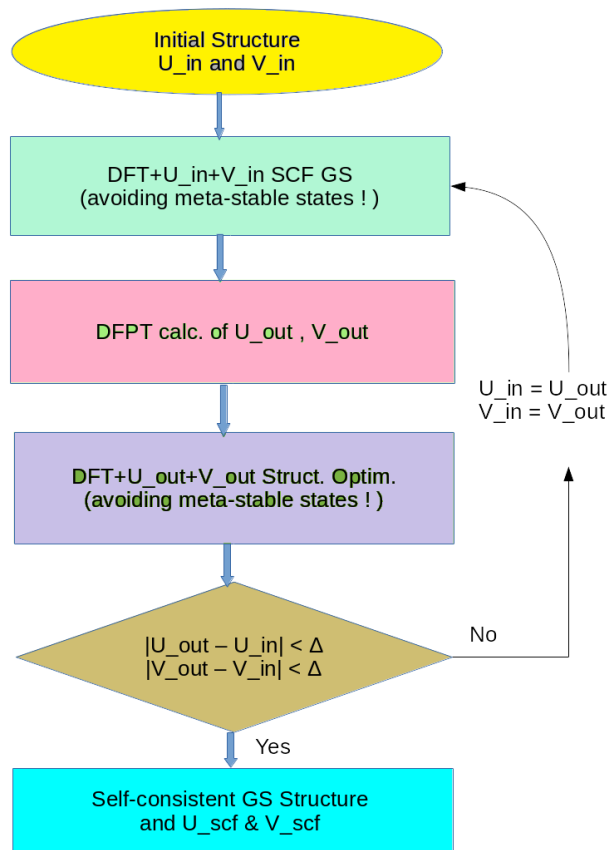 Initial Structure
U_in and V_in
DFT+U_in+V_in SCF GS
(avoiding meta-stable states ! )
DFPT calc. of U_out , V_out
U_in = U_out
V_in = V_out
DFT+U_out+V_out Struct. Optim.
(avoiding meta-stable states ! )
|U_out – U_in| < Δ
|V_out – V_in| < Δ
No
Yes
Self-consistent GS Structure
and U_scf & V_scf